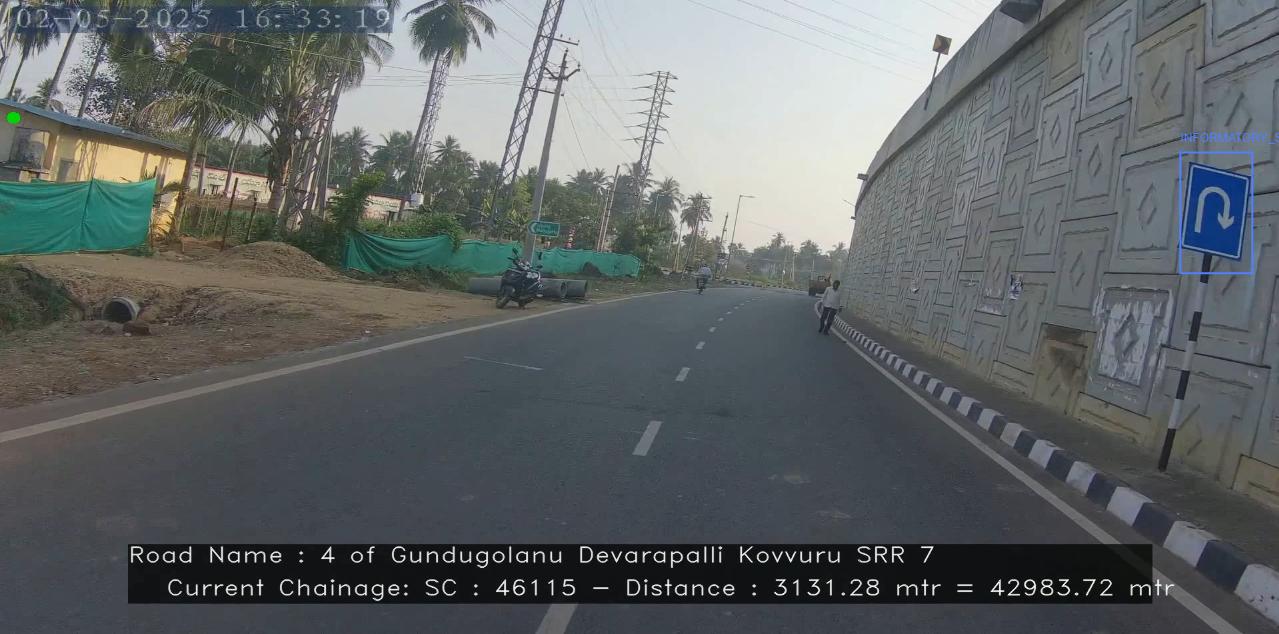 02-05-2025 16:33:19
INFORMATORY_S
Road Name : 4 of Gundugolanu Devarapalli Kovvuru SRR 7
Current Chainage: SC : 46115 - Distance : 3131.28 mtr = 42983.72 mtr